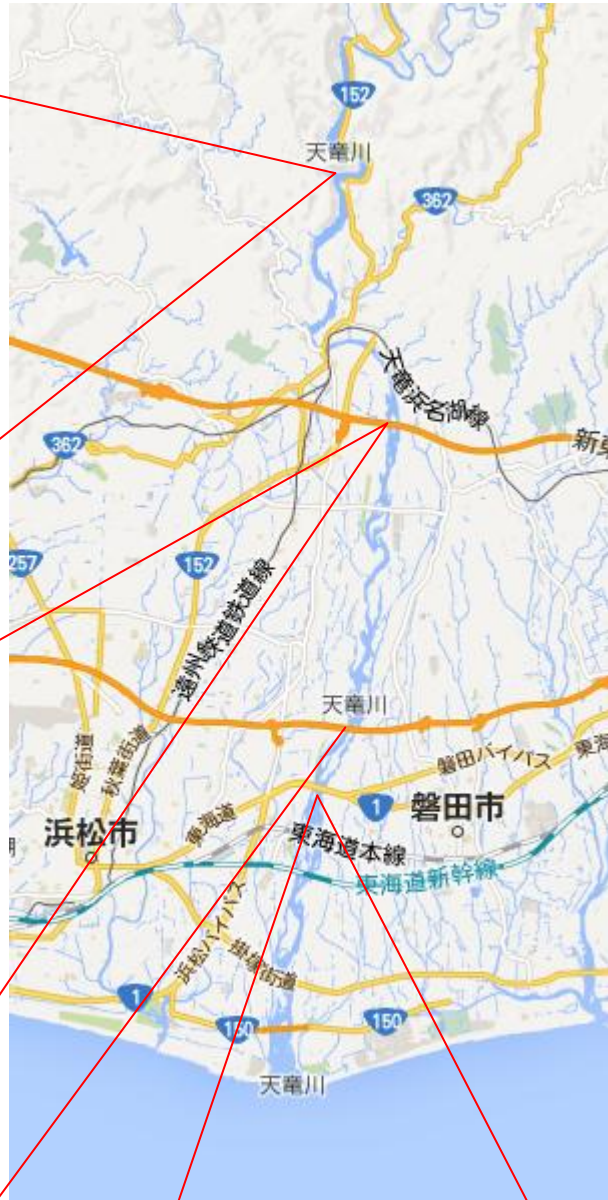 152
天竜川
362
天竜浜名湖線
362
新東
257
152
遠州鉄道鉄道線
天竜川
姫街道
秋葉街道
磐田バイパス
東海
1
磐田市
東海道
浜松市
東海道本線
東海道新幹線
浜松バイパス
掛塚街道
1
150
150
天竜川